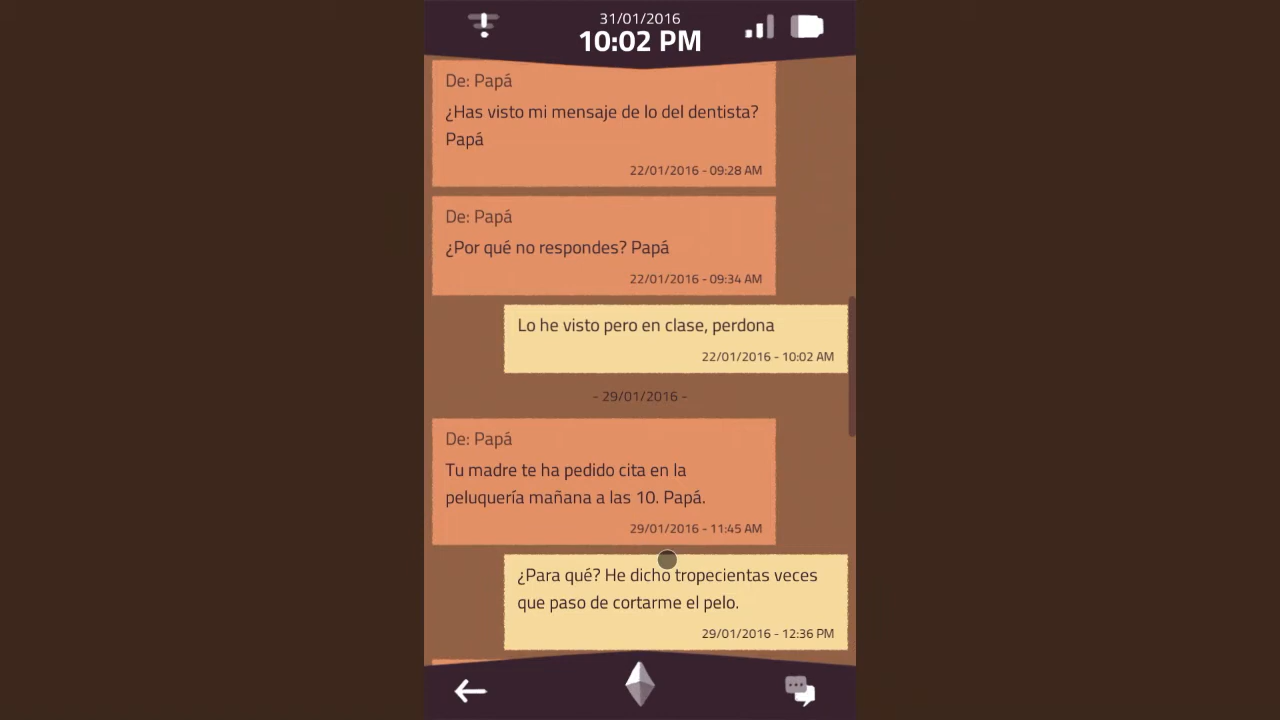 31/01/2016
10:02 PM
De: Papá
¿Has visto mi mensaje de lo del dentista?
Papá
22/01/2016 - 09:28 AM
De: Papá
¿Por qué no respondes? Papá
22/01/2016 - 09:34 AM
Lo he visto pero en clase, perdona
22/01/2016 - 10:02 AM
- 29/01/2016 -
De: Papá
Tu madre te ha pedido cita en la
peluquería mañana a las 10. Papá.
29/01/2016 - 11:45 AM
¿Para qué? He dicho tropecientas veces
que paso de cortarme el pelo.
29/01/2016 - 12:36 PM